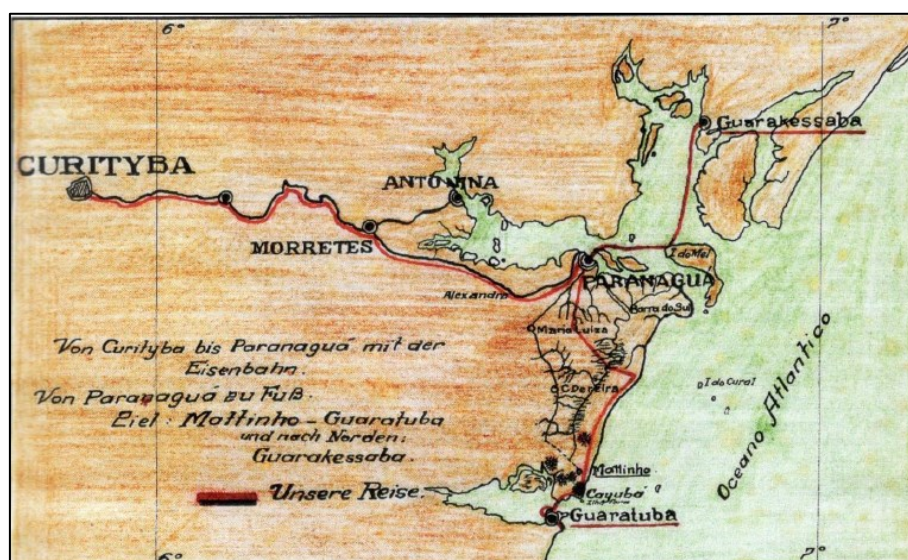 6° 7°
Guarakessaba
CURITYBA
ANTONINA
MORRETES
I do Mel
PARANAGUA
Alexandra
Barra do Sul
Maria Luiza
Von Curityba bis Paranaguá mit der
Eisenbahn.
Von Paranaguá zu Fuß.
Ziel: Mattinho – Guaratuba
und nach Norden:
Guarakessaba.
C. Pereira
I do Cural
Oceano Atlantico
Mattinho
Cayubá
Unsere Reise.
Guaratuba
6° 7°